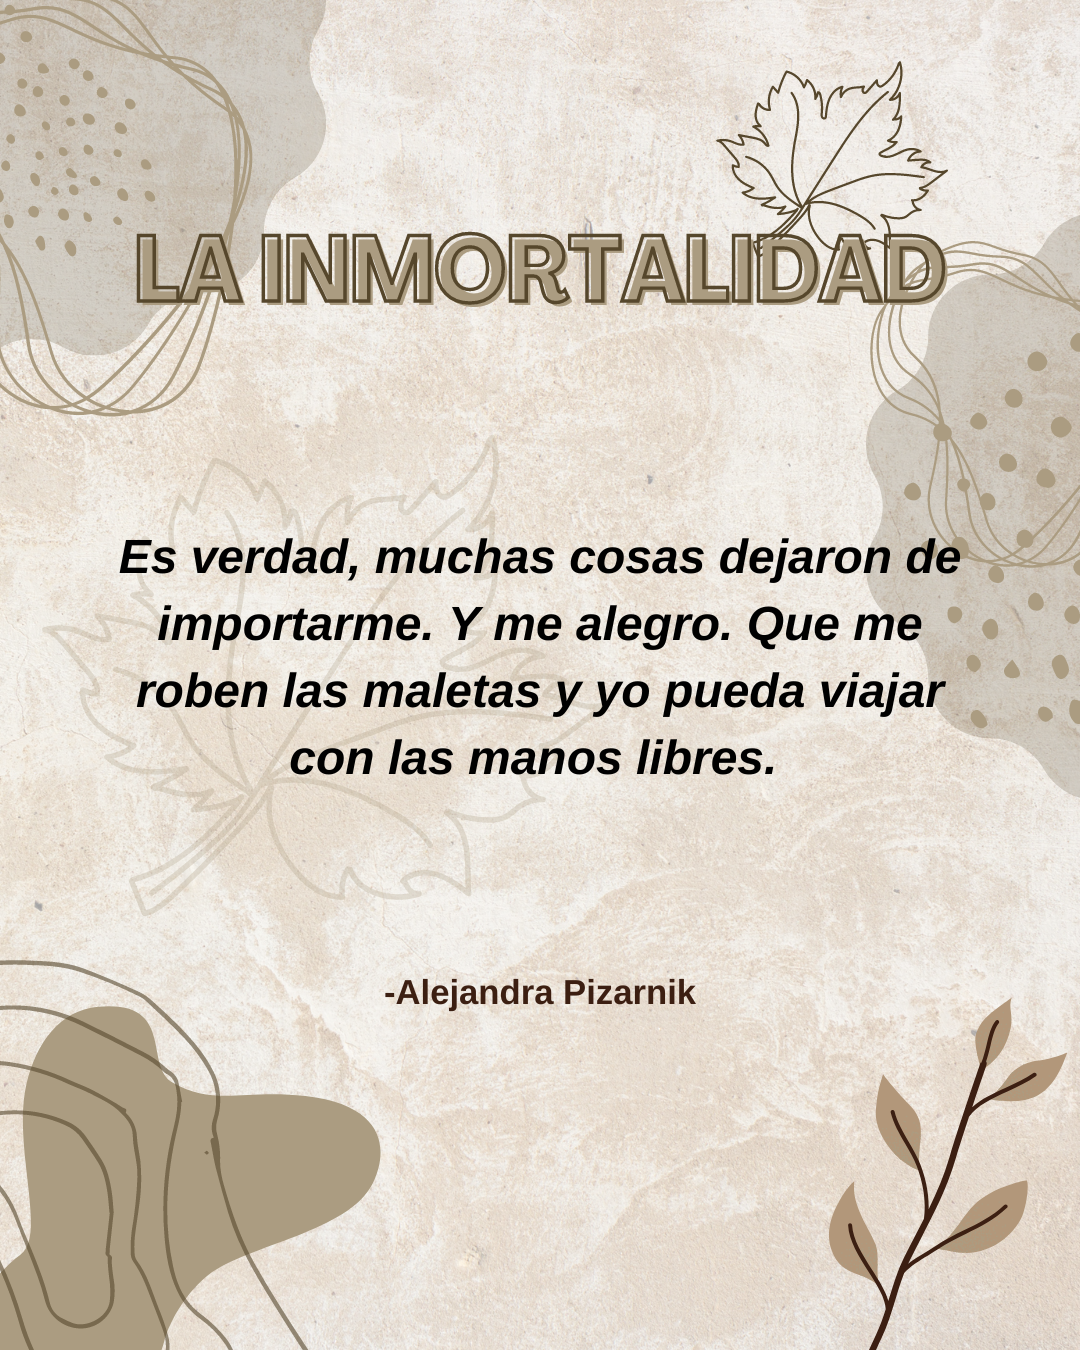 LA INMORTALIDAD
Es verdad, muchas cosas dejaron de
importarme. Y me alegro. Que me
roben las maletas y yo pueda viajar
con las manos libres.
-Alejandra Pizarnik